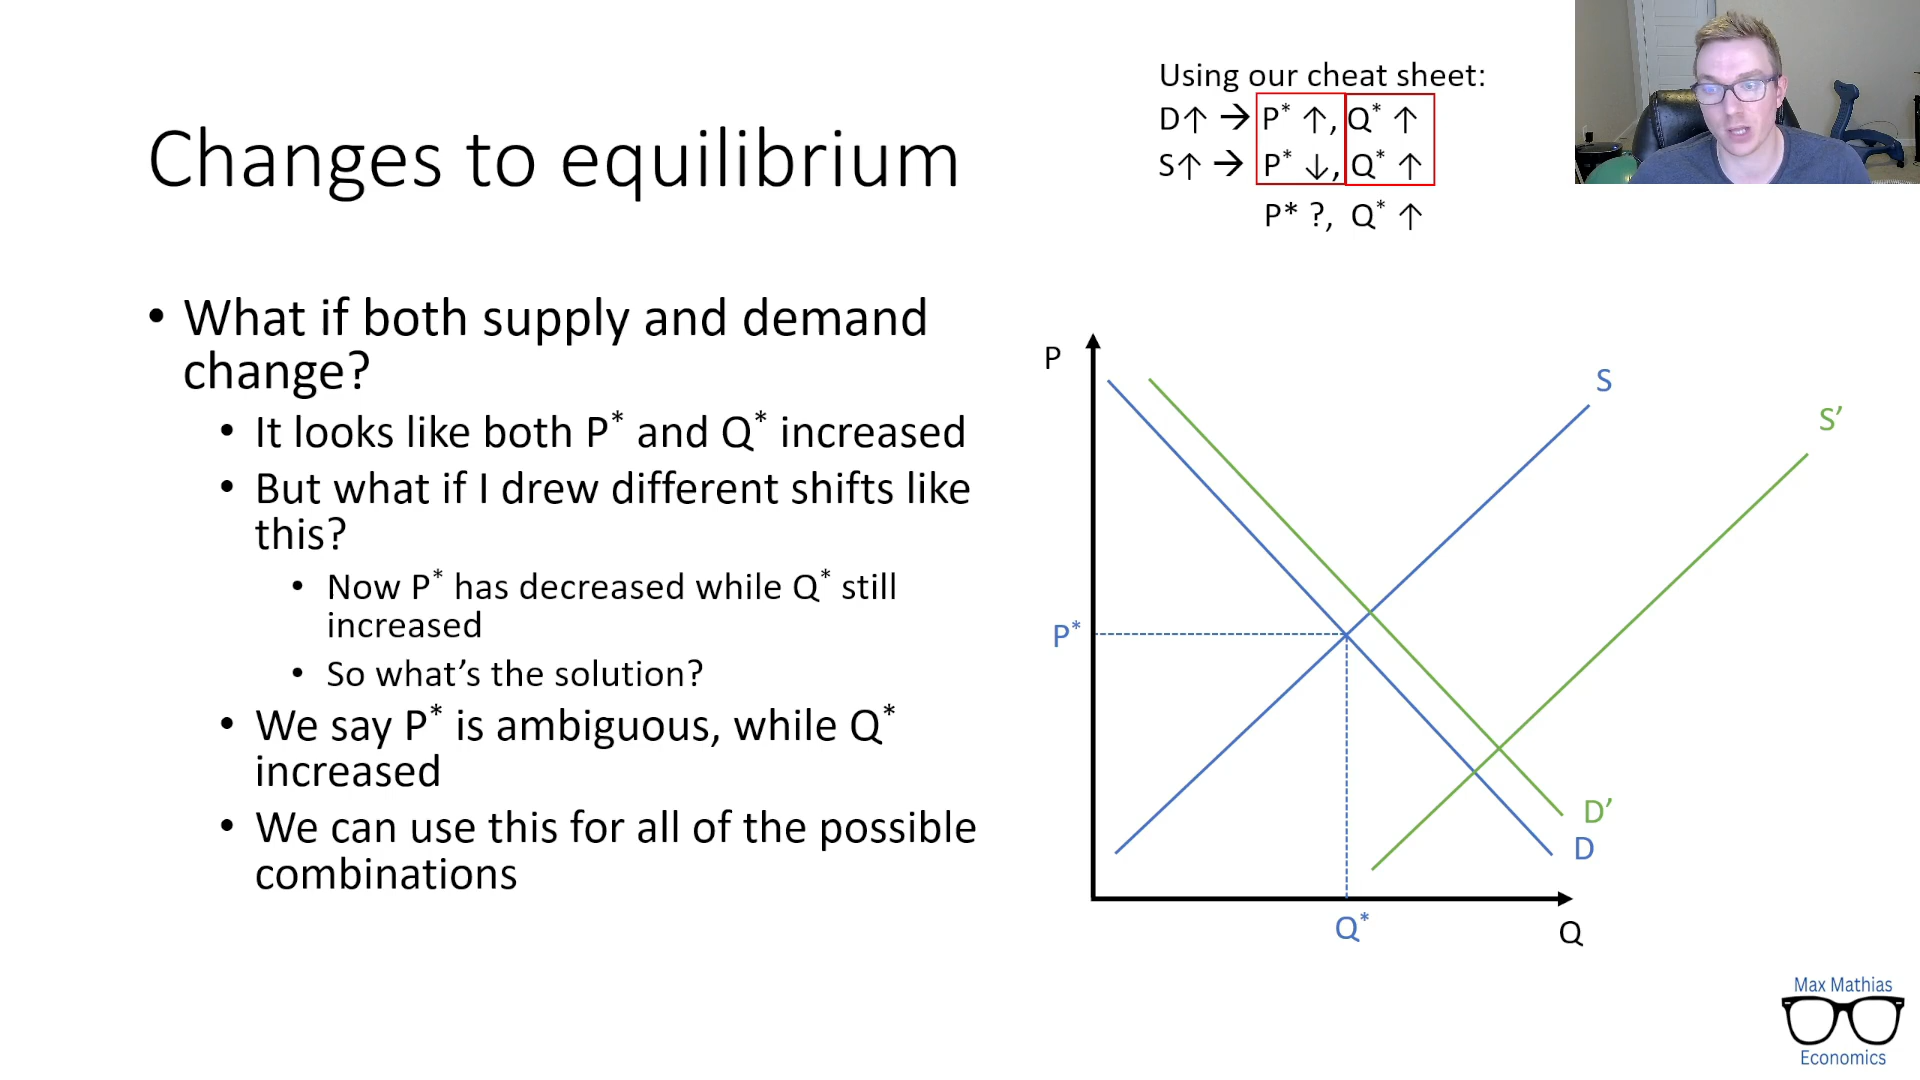 Using our cheat sheet:
D↑ → P* ↑, Q* ↑
S↑ → P* ↓, Q* ↑
P* ?, Q* ↑
Changes to equilibrium
• What if both supply and demand
change?
• It looks like both P* and Q* increased
• But what if I drew different shifts like
this?
• Now P* has decreased while Q* still
increased
• So what’s the solution?
• We say P* is ambiguous, while Q*
increased
• We can use this for all of the possible
combinations
P
S
S’
P*
D’
D
Q*
Q
Max Mathias
Economics